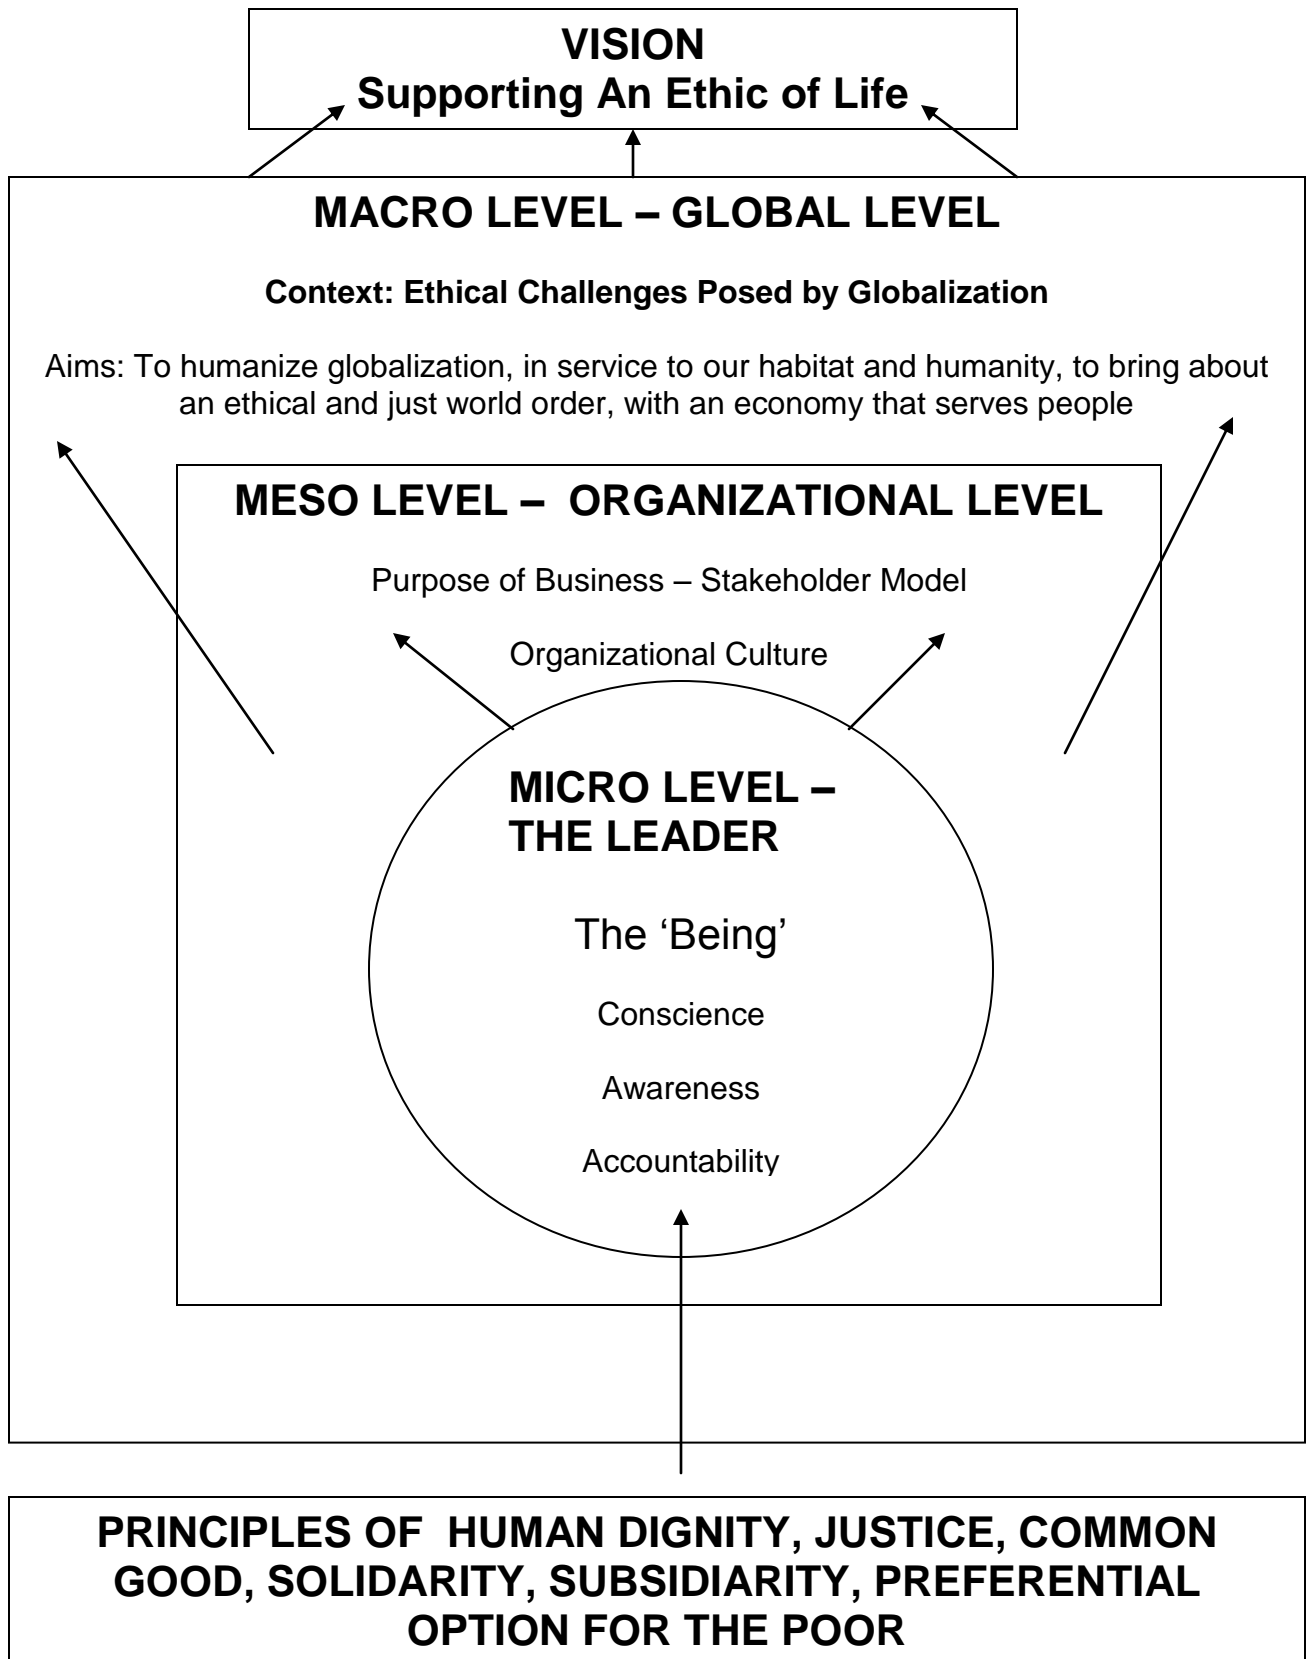 VISION
Supporting An Ethic of Life
MACRO LEVEL – GLOBAL LEVEL
Context: Ethical Challenges Posed by Globalization
Aims: To humanize globalization, in service to our habitat and humanity, to bring about
an ethical and just world order, with an economy that serves people
MESO LEVEL – ORGANIZATIONAL LEVEL
Purpose of Business – Stakeholder Model
Organizational Culture
MICRO LEVEL –
THE LEADER
The ‘Being’
Conscience
Awareness
Accountability
PRINCIPLES OF HUMAN DIGNITY, JUSTICE, COMMON
GOOD, SOLIDARITY, SUBSIDIARITY, PREFERENTIAL
OPTION FOR THE POOR